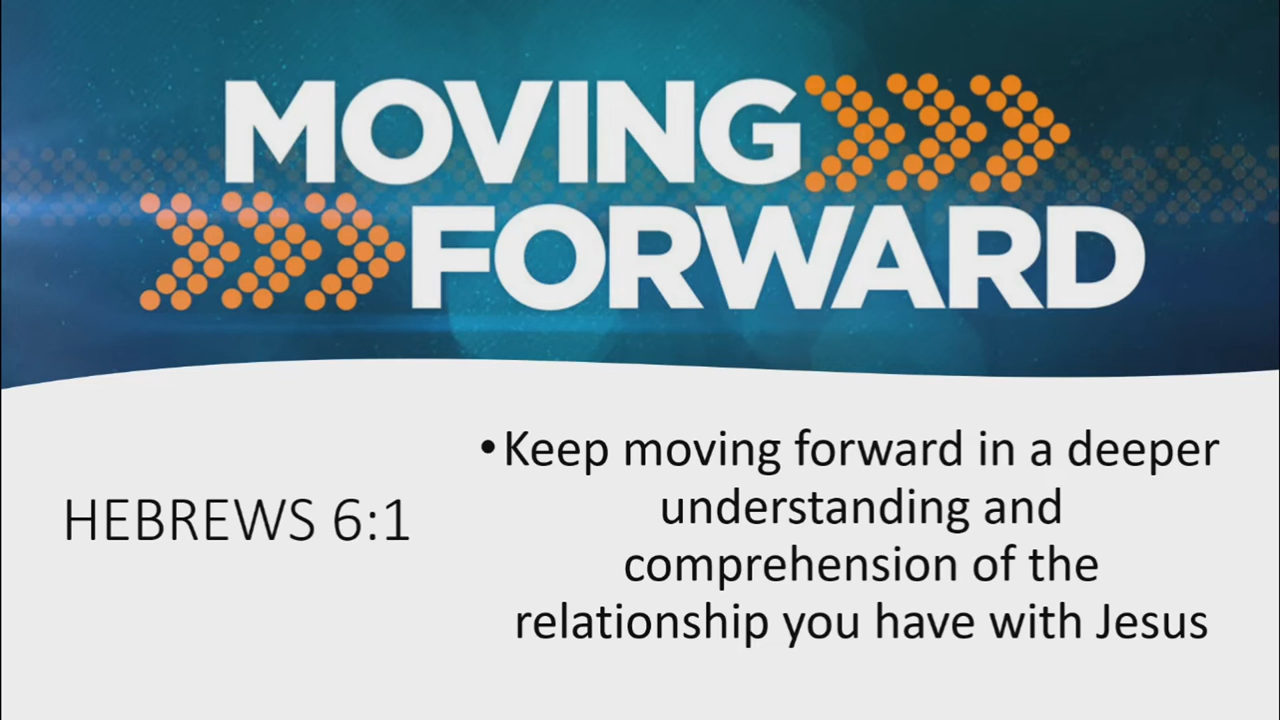 MOVING
FORWARD
HEBREWS 6:1
•Keep moving forward in a deeper
understanding and
comprehension of the
relationship you have with Jesus